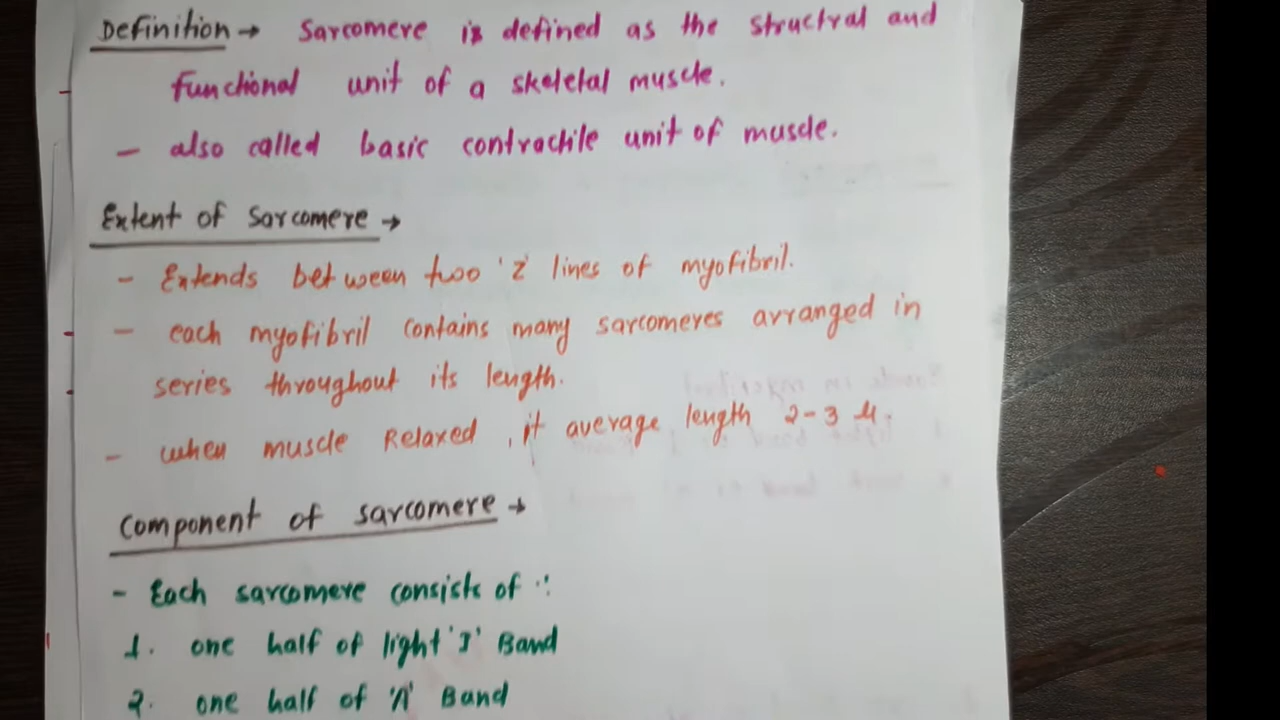 Definition → Sarcomere is defined as the structral and
functional unit of a skeletal muscle.
- also called basic contractile unit of muscle.
Extent of Sarcomere →
- Extends between two 'Z' lines of myofibril.
- each myofibril contains many sarcomeres arranged in
series throughout its length.
- when muscle Relaxed, it average length 2-3 μ.
Component of sarcomere →
- Each sarcomere consists of :
1. one half of light 'I' Band
2. one half of 'A' Band